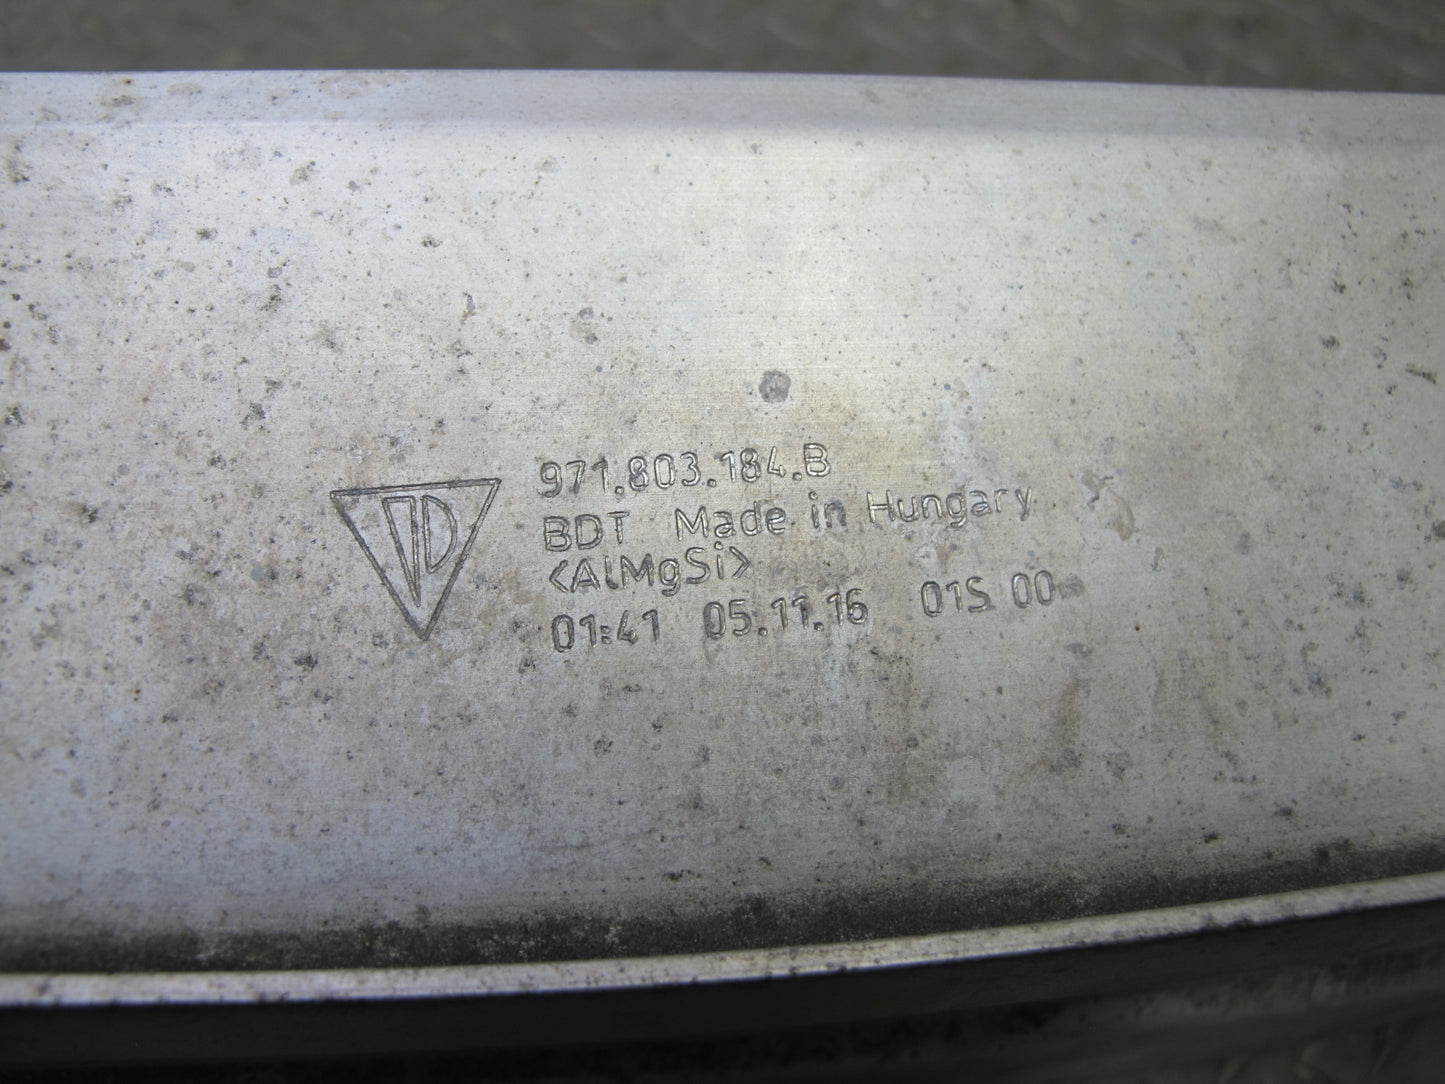 971.803.184.B
BDT Made in Hungary
<AlMgSi>
01:41 05.11.16 01S 00